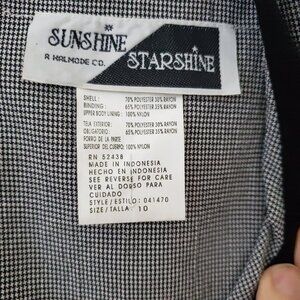 SUNSHINE
A HALMODE CO.
STARSHINE
SHELL: 70% POLYESTER 30% RAYON
BINDING: 65% POLYESTER 35% RAYON
UPPER BODY LINING: 100% NYLON
TELA EXTERIOR: 70% POLYESTER 30% RAYON
OBLIGATORIO: 65% POLYESTER 35% RAYON
FORRO DE LA PARTE
SUPERIOR DEL CUERPO: 100% NYLON
RN 52438
MADE IN INDONESIA
HECHO EN INDONESIA
SEE REVERSE FOR CARE
VER AL DORSO PARA
CUIDADO
STYLE/ESTILO: 041470
SIZE/TALLA: 10